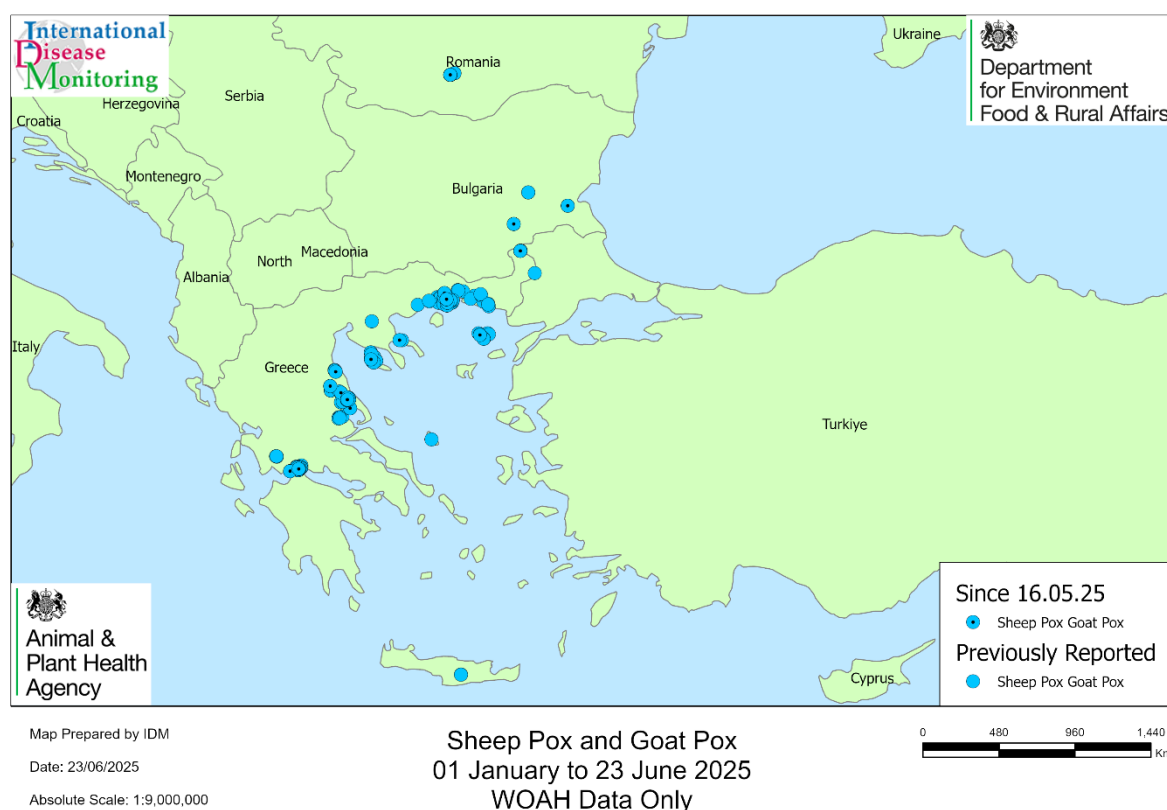 International
Disease
Monitoring
Department
for Environment
Food & Rural Affairs
Ukraine
Romania
Herzegovina
Serbia
Croatia
Montenegro
Bulgaria
Macedonia
North
Albania
Italy
Greece
Turkiye
Cyprus
Since 16.05.25
Sheep Pox Goat Pox
Previously Reported
Sheep Pox Goat Pox
Animal &
Plant Health
Agency
Map Prepared by IDM
Date: 23/06/2025
Absolute Scale: 1:9,000,000
Sheep Pox and Goat Pox
01 January to 23 June 2025
WOAH Data Only
0 480 960 1,440